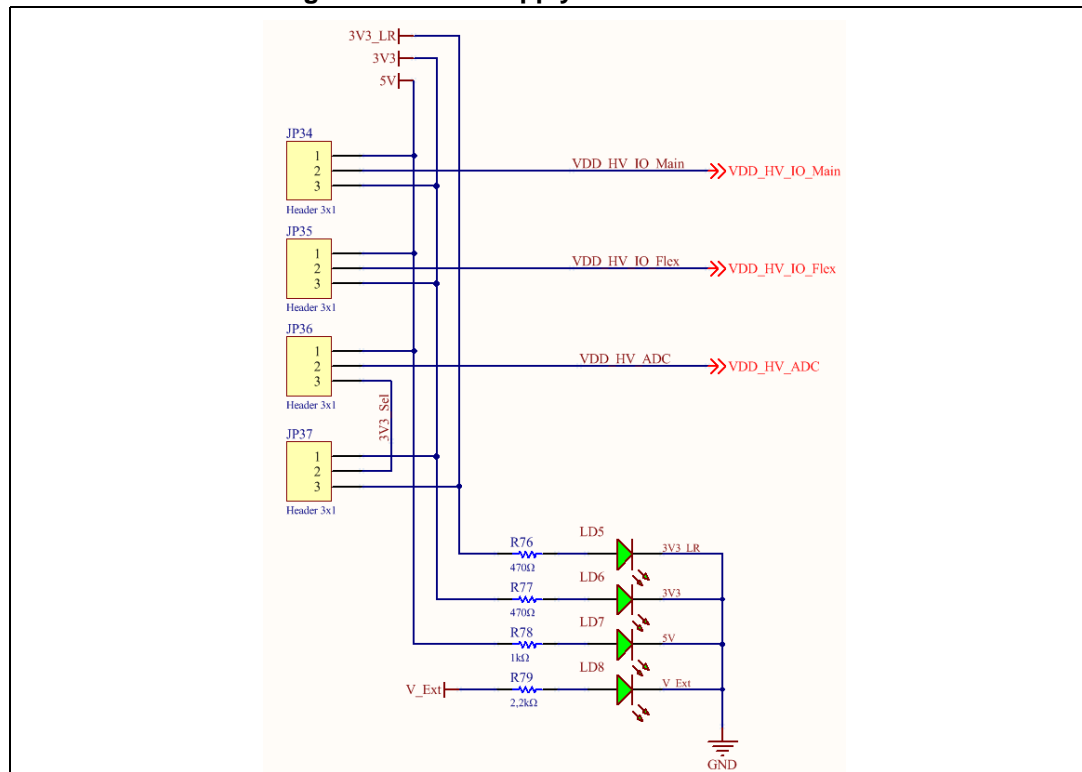 3V3_LR
3V3
5V
JP34
1
2
3
Header 3x1
VDD_HV_IO_Main
VDD_HV_IO_Main
JP35
1
2
3
Header 3x1
VDD_HV_IO_Flex
VDD_HV_IO_Flex
JP36
1
2
3
Header 3x1
VDD_HV_ADC
VDD_HV_ADC
3V3_Sel
JP37
1
2
3
Header 3x1
R76
470Ω
LD5
3V3_LR
R77
470Ω
LD6
3V3
R78
1kΩ
LD7
5V
V_Ext
R79
2,2kΩ
LD8
V_Ext
GND